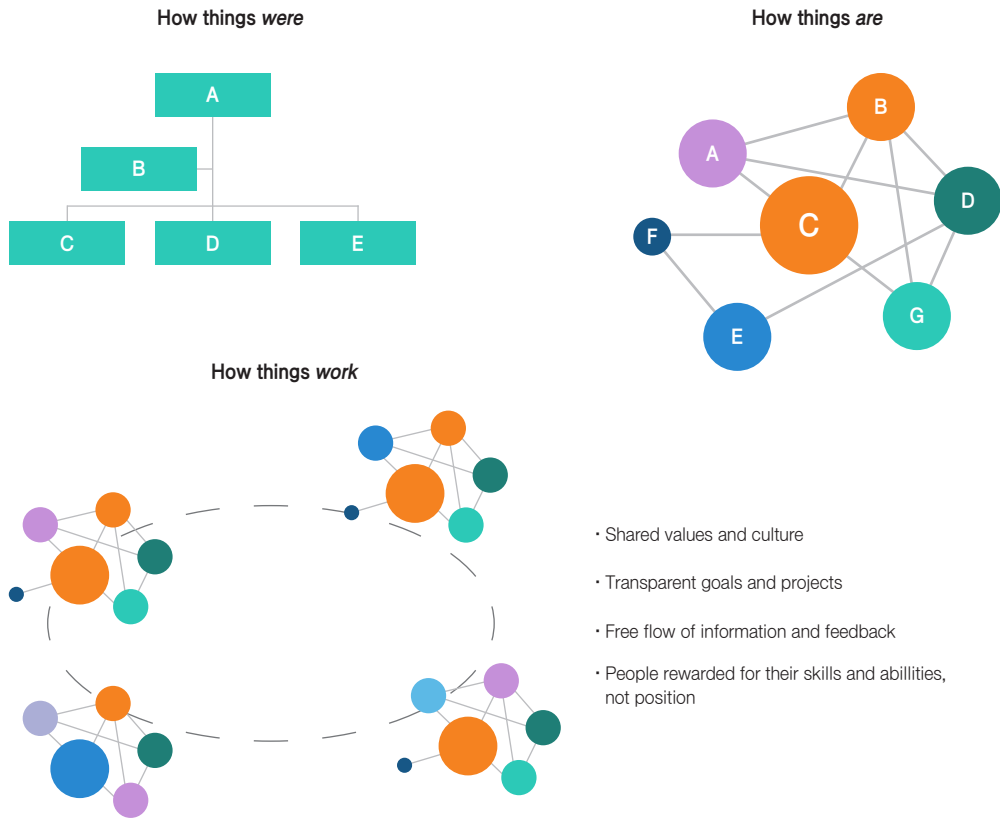 How things were
A
B
C
D
E
How things are
A
B
C
D
E
F
G
How things work
· Shared values and culture
· Transparent goals and projects
· Free flow of information and feedback
· People rewarded for their skills and abillities,
not position